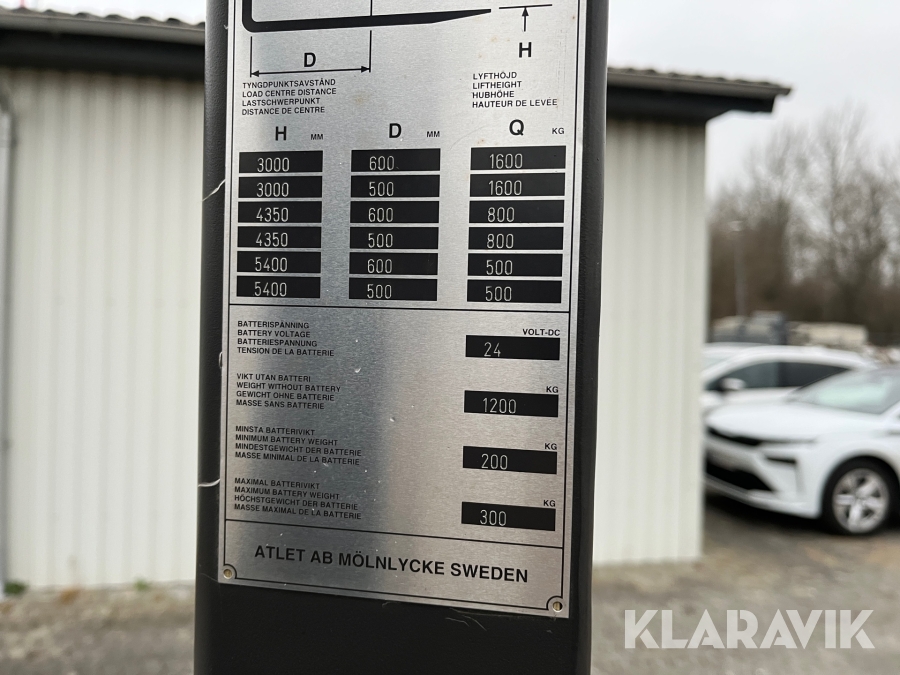 D
H
TYNGDPUNKTSAVSTÅND
LOAD CENTRE DISTANCE
LASTSCHWERPUNKT
DISTANCE DE CENTRE
LYFTHÖJD
LIFTHEIGHT
HUBHÖHE
HAUTEUR DE LEVÉE
H MM D MM Q KG
3000 600 1600
3000 500 1600
4350 600 800
4350 500 800
5400 600 500
5400 500 500
BATTERISPÄNNING
BATTERY VOLTAGE
BATTERIESPANNUNG
TENSION DE LA BATTERIE
VOLT-DC
24
VIKT UTAN BATTERI
WEIGHT WITHOUT BATTERY
GEWICHT OHNE BATTERIE
MASSE SANS BATTERIE
KG
1200
MINSTA BATTERIVIKT
MINIMUM BATTERY WEIGHT
MINDESTGEWICHT DER BATTERIE
MASSE MINIMAL DE LA BATTERIE
KG
200
MAXIMAL BATTERIVIKT
MAXIMUM BATTERY WEIGHT
HÖCHSTGEWICHT DER BATTERIE
MASSE MAXIMAL DE LA BATTERIE
KG
300
ATLET AB MÖLNLYCKE SWEDEN
KLARAVIK